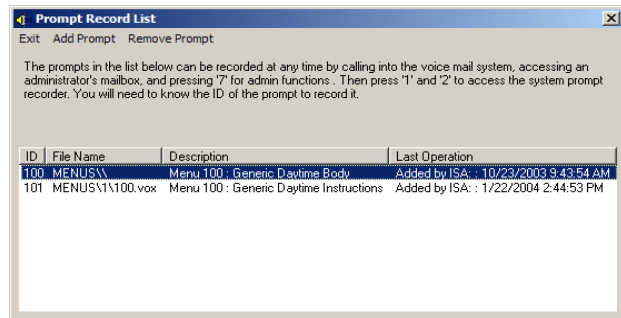 Prompt Record List
Exit Add Prompt Remove Prompt
The prompts in the list below can be recorded at any time by calling into the voice mail system, accessing an
administrator's mailbox, and pressing '7' for admin functions . Then press '1' and '2' to access the system prompt
recorder. You will need to know the ID of the prompt to record it.
ID File Name Description Last Operation
100 MENUS\\ Menu 100 : Generic Daytime Body Added by ISA: : 10/23/2003 9:43:54 AM
101 MENUS\1\100.vox Menu 100 : Generic Daytime Instructions Added by ISA: : 1/22/2004 2:44:53 PM